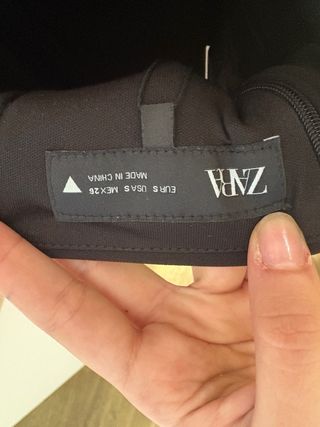 ZARA
EUR S USA S MEX 26
MADE IN CHINA